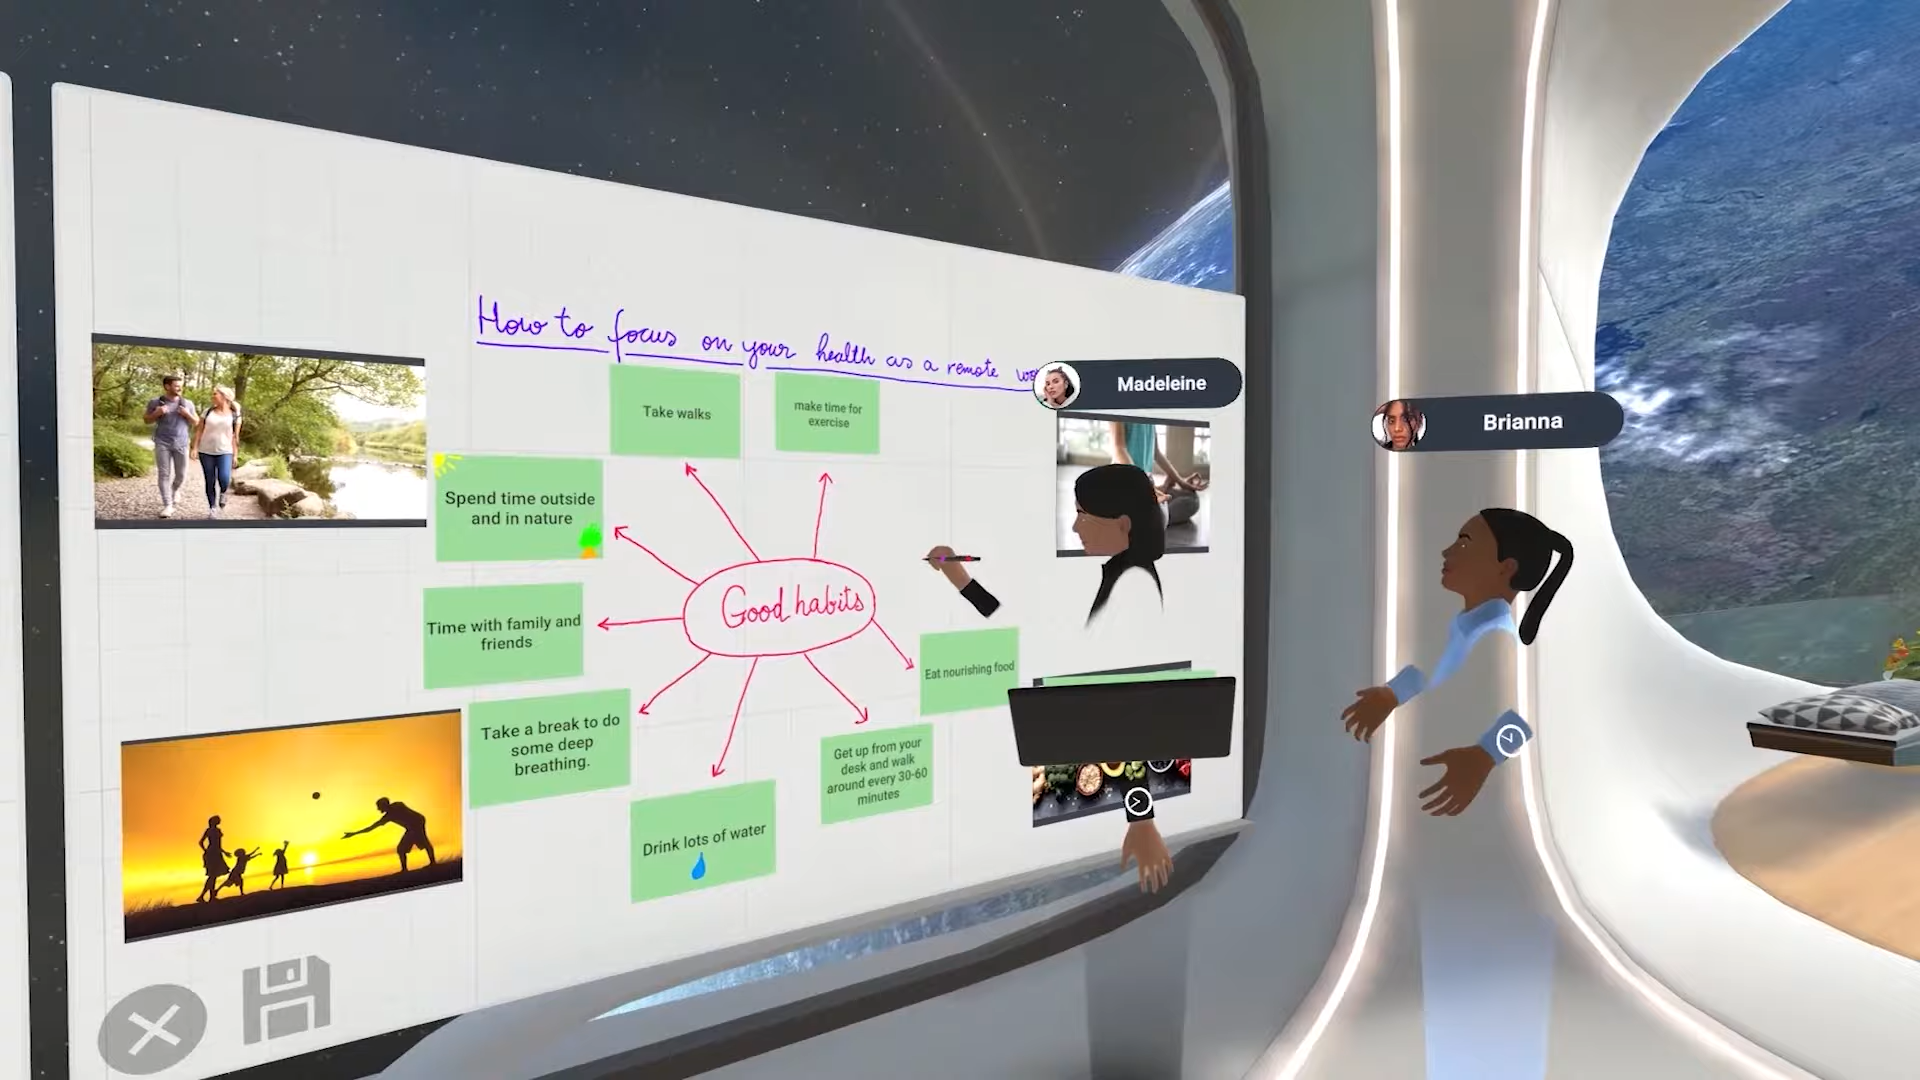 How to focus on your health as a remote
Madeleine
Brianna
Take walks
make time for
exercise
Spend time outside
and in nature
Good habits
Time with family and
friends
Eat nourishing food
Take a break to do
some deep
breathing.
Get up from your
desk and walk
around every 30-60
minutes
Drink lots of water